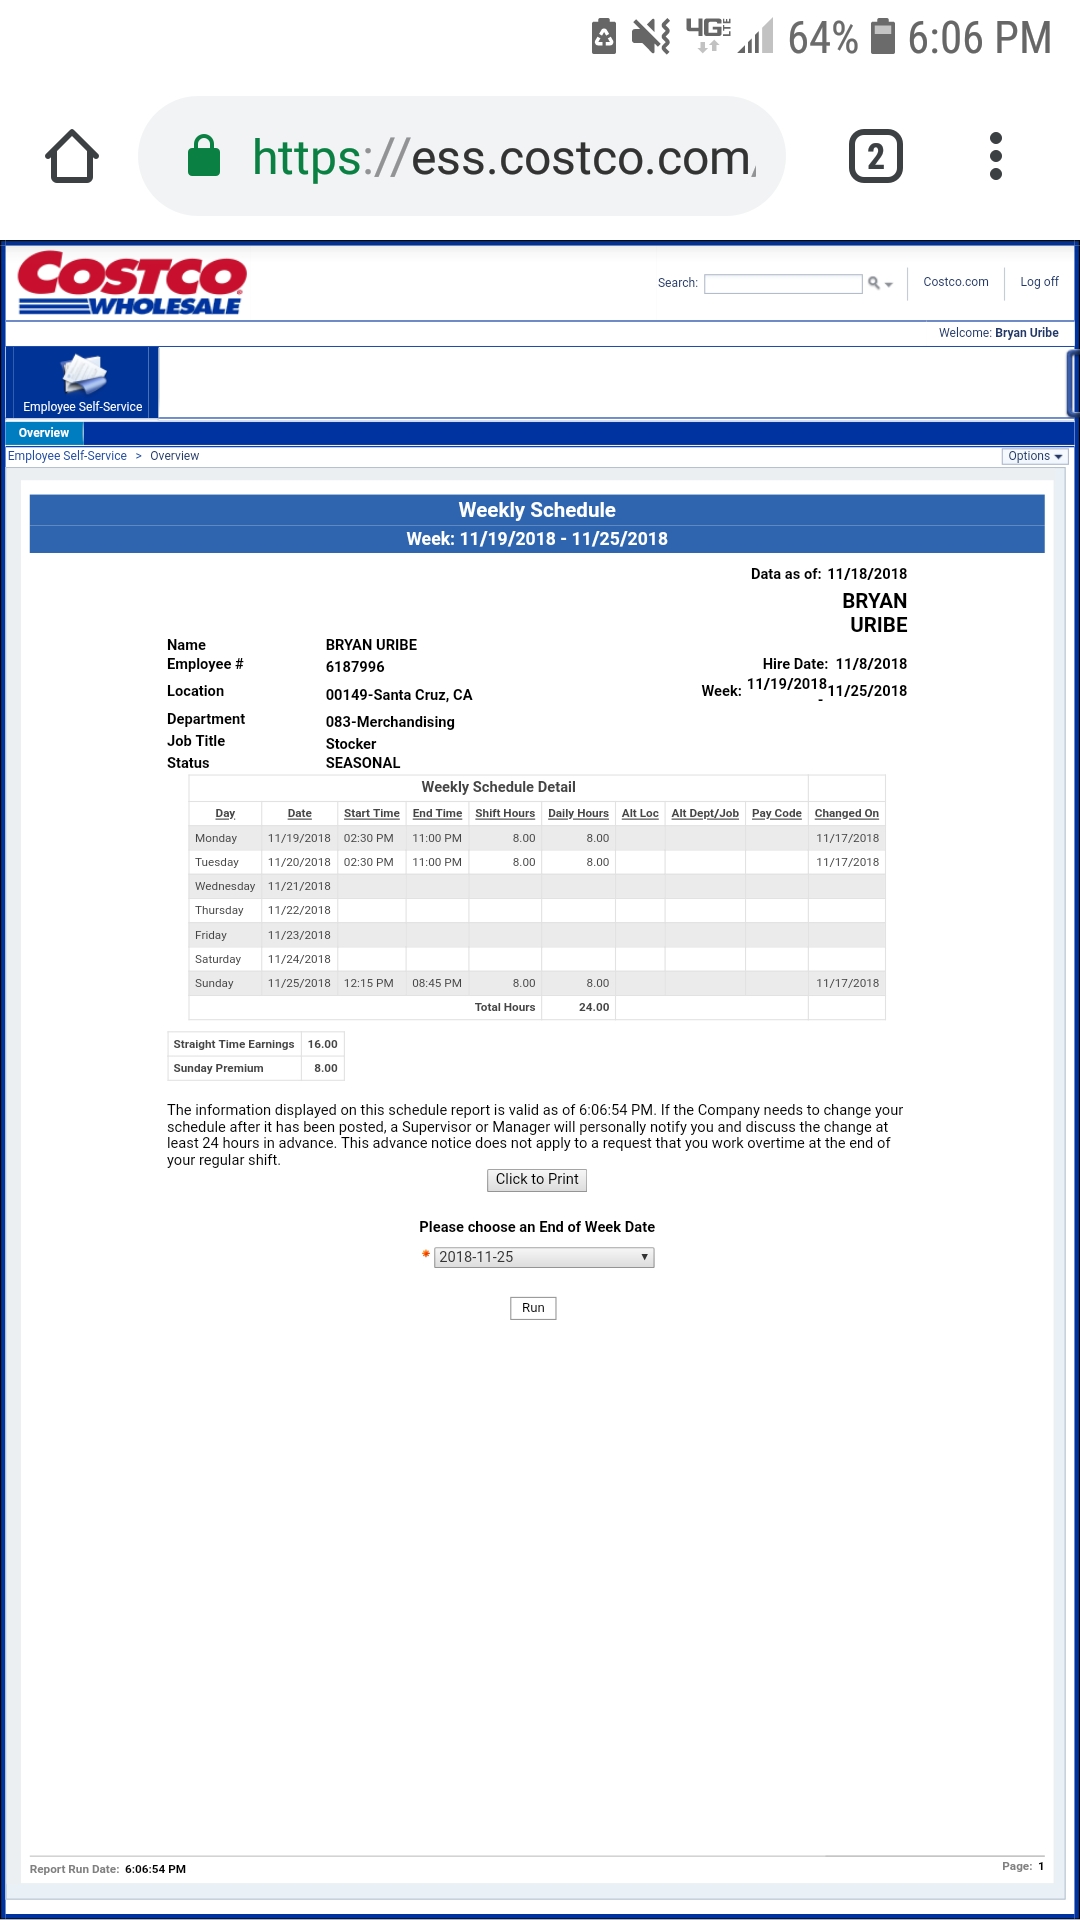 4G LTE 64% 6:06 PM
https://ess.costco.com/ 2
COSTCO
WHOLESALE
Search: Costco.com Log off
Welcome: Bryan Uribe
Employee Self-Service
Overview
Employee Self-Service > Overview Options
Weekly Schedule
Week: 11/19/2018 - 11/25/2018
Data as of: 11/18/2018
BRYAN
URIBE
Name BRYAN URIBE
Employee # 6187996 Hire Date: 11/8/2018
Location 00149-Santa Cruz, CA Week: 11/19/2018 - 11/25/2018
Department 083-Merchandising
Job Title Stocker
Status SEASONAL
Weekly Schedule Detail
Day Date Start Time End Time Shift Hours Daily Hours Alt Loc Alt Dept/Job Pay Code Changed On
Monday 11/19/2018 02:30 PM 11:00 PM 8.00 8.00 11/17/2018
Tuesday 11/20/2018 02:30 PM 11:00 PM 8.00 8.00 11/17/2018
Wednesday 11/21/2018
Thursday 11/22/2018
Friday 11/23/2018
Saturday 11/24/2018
Sunday 11/25/2018 12:15 PM 08:45 PM 8.00 8.00 11/17/2018
Total Hours 24.00
Straight Time Earnings 16.00
Sunday Premium 8.00
The information displayed on this schedule report is valid as of 6:06:54 PM. If the Company needs to change your
schedule after it has been posted, a Supervisor or Manager will personally notify you and discuss the change at
least 24 hours in advance. This advance notice does not apply to a request that you work overtime at the end of
your regular shift.
Click to Print
Please choose an End of Week Date
* 2018-11-25
Run
Report Run Date: 6:06:54 PM Page: 1